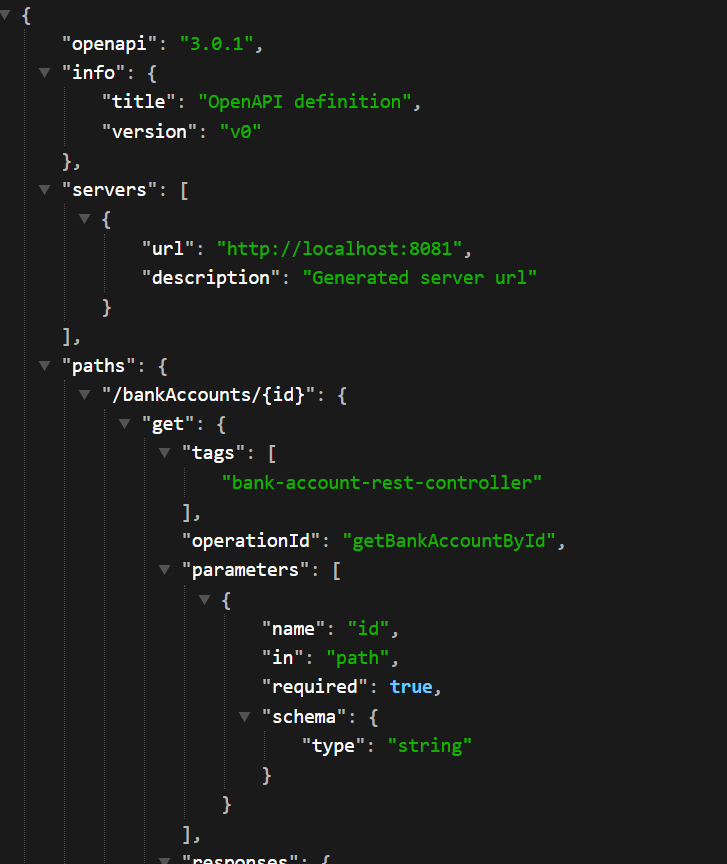 {
"openapi": "3.0.1",
"info": {
"title": "OpenAPI definition",
"version": "v0"
},
"servers": [
{
"url": "http://localhost:8081",
"description": "Generated server url"
}
],
"paths": {
"/bankAccounts/{id}": {
"get": {
"tags": [
"bank-account-rest-controller"
],
"operationId": "getBankAccountById",
"parameters": [
{
"name": "id",
"in": "path",
"required": true,
"schema": {
"type": "string"
}
}
],
"responses": {